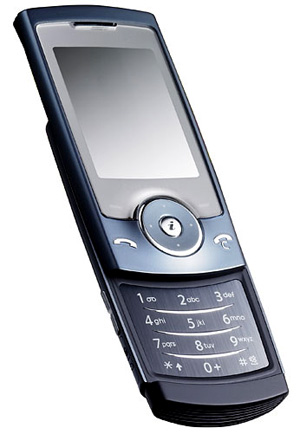 i
1 ഹ 2abc 3def
4ghi 5jkl 6mno
7pqrs 8tuv 9wxyz
* 0+ #